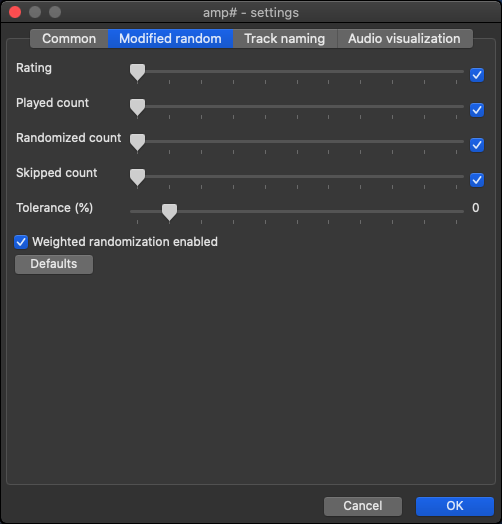 amp# - settings
Common Modified random Track naming Audio visualization
Rating
Played count
Randomized count
Skipped count
Tolerance (%) 0
Weighted randomization enabled
Defaults
Cancel OK